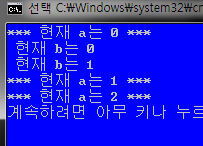 선택 C:₩Windows₩system32₩c
*** 현재 a는 0 ***
현재 b는 0
현재 b는 1
*** 현재 a는 1 ***
*** 현재 a는 2 ***
계속하려면 아무 키나 누르